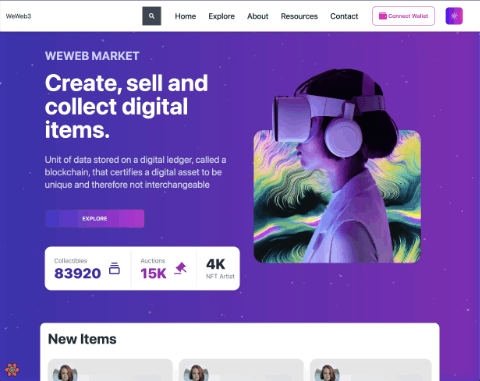 WeWeb3
Home Explore About Resources Contact Connect Wallet
WEWEB MARKET
Create, sell and
collect digital
items.
Unit of data stored on a digital ledger, called a
blockchain, that certifies a digital asset to be
unique and therefore not interchangeable
EXPLORE
Collectibles
83920
Auctions
15K
4K
NFT Artist
New Items